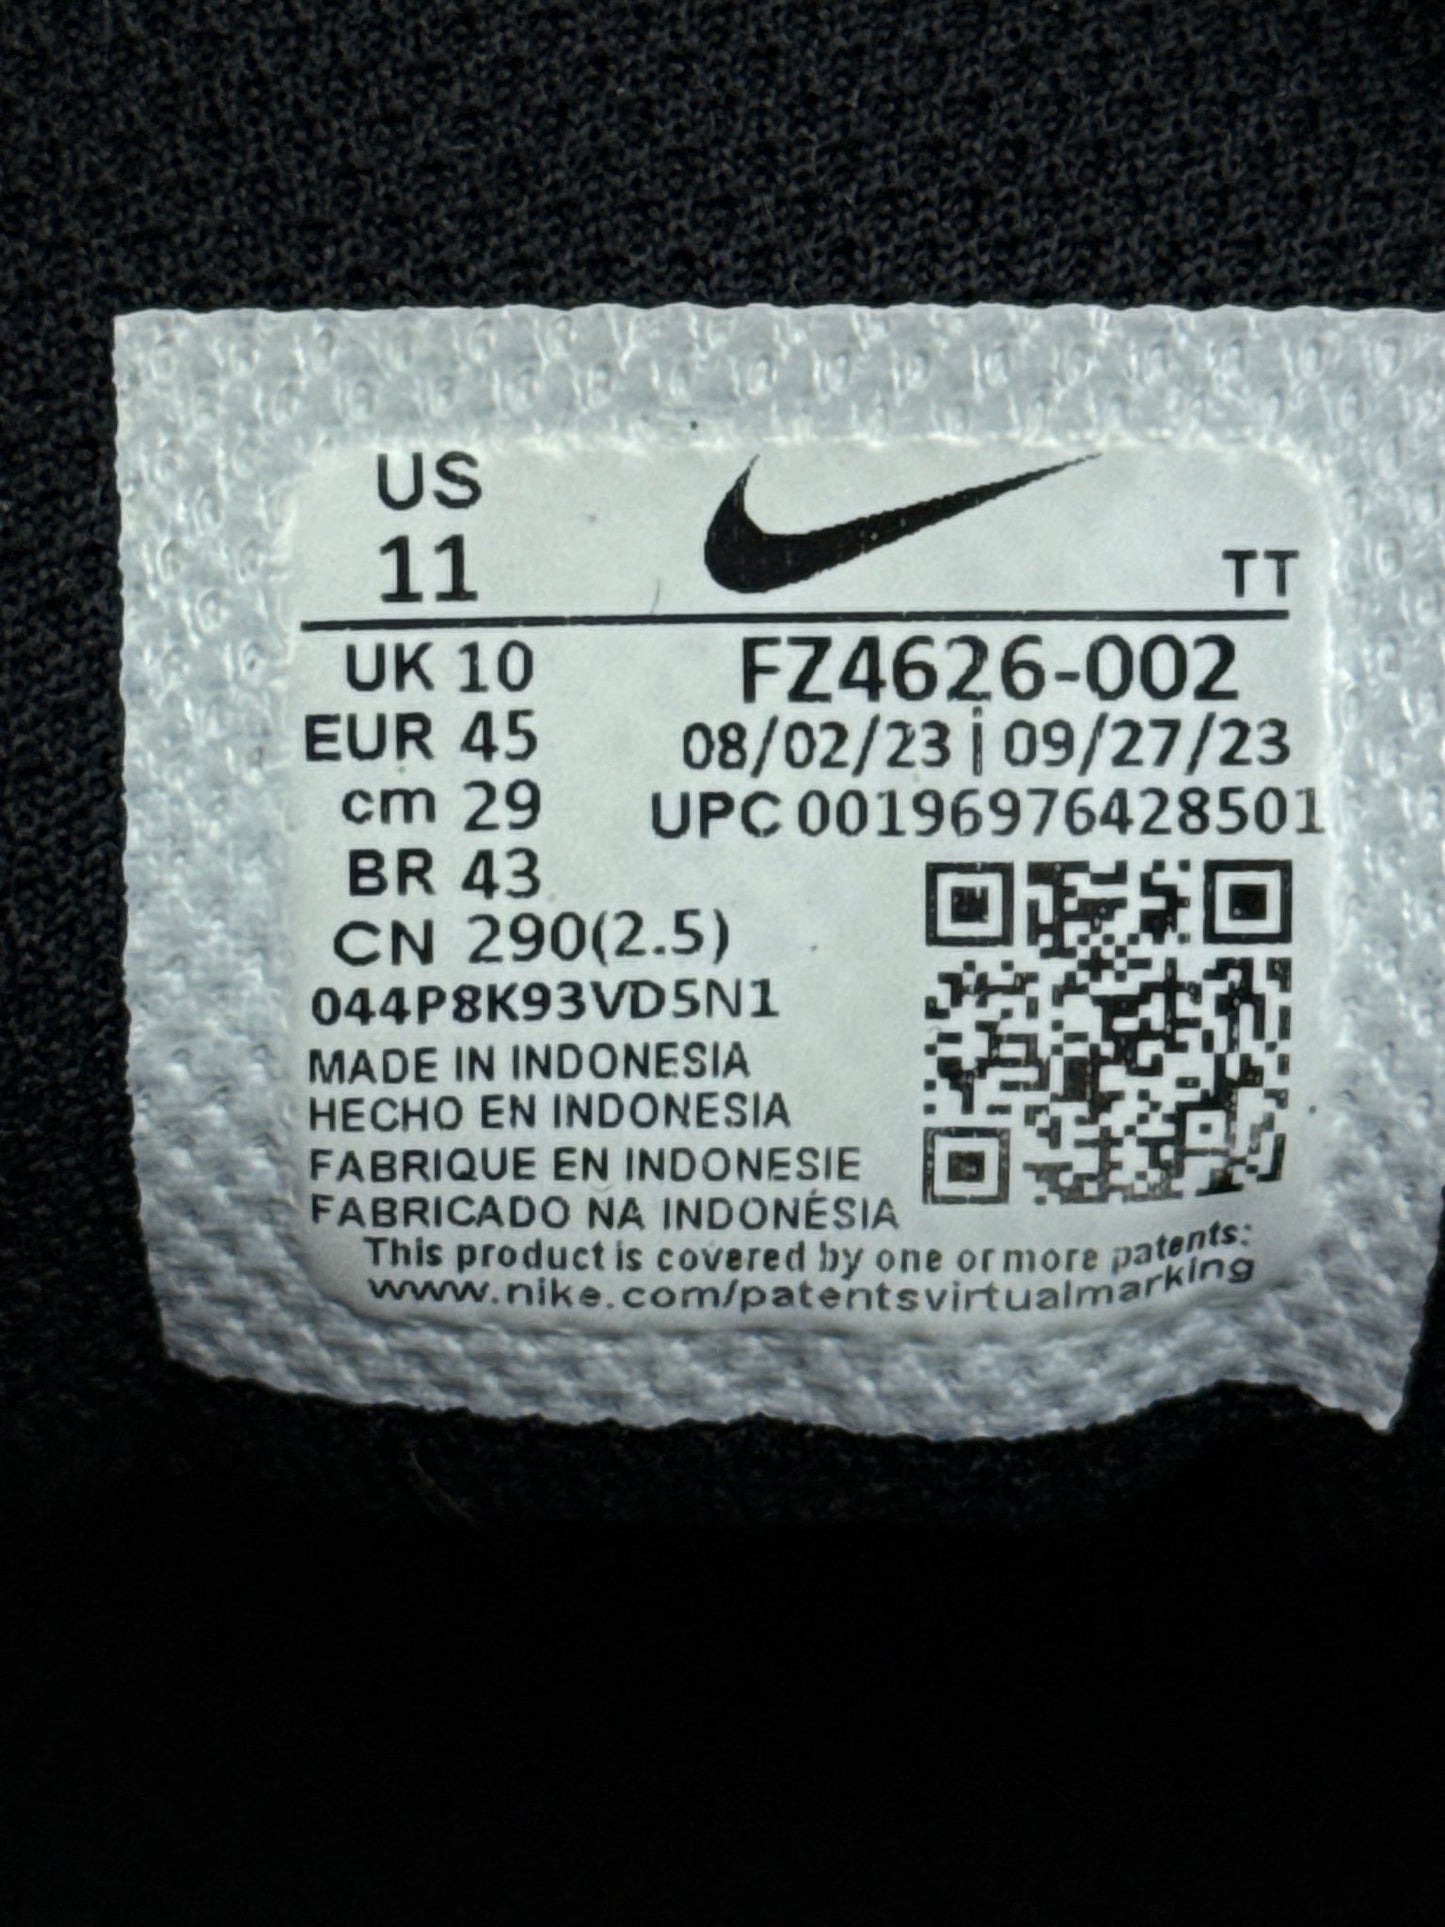 US
11
TT
UK 10
EUR 45
cm 29
BR 43
CN 290(2.5)
FZ4626-002
08/02/23 | 09/27/23
UPC 00196976428501
044P8K93VD5N1
MADE IN INDONESIA
HECHO EN INDONESIA
FABRIQUE EN INDONESIE
FABRICADO NA INDONÉSIA
This product is covered by one or more patents:
www.nike.com/patentsvirtualmarking